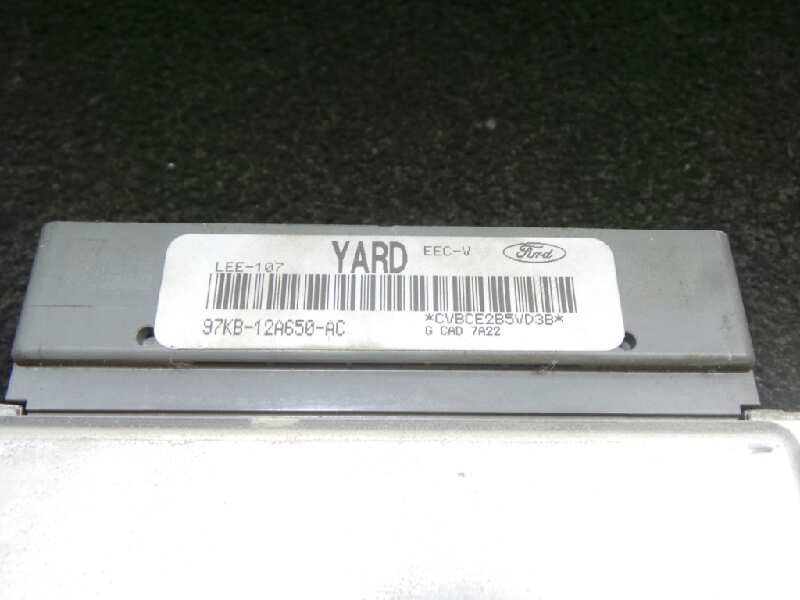 LEE-107 YARD EEC-V Ford
97KB-12A650-AC *CVBCE2B5VD3B*
G CAD 7A22